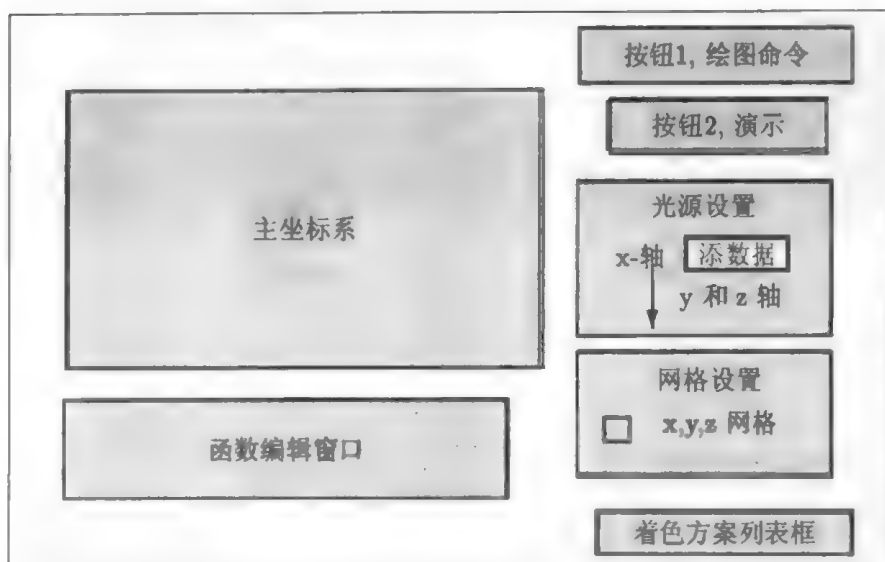 按钮1, 绘图命令
按钮2, 演示
主坐标系
光源设置
x-轴 添数据
y 和 z 轴
网格设置
x,y,z 网格
函数编辑窗口
着色方案列表框